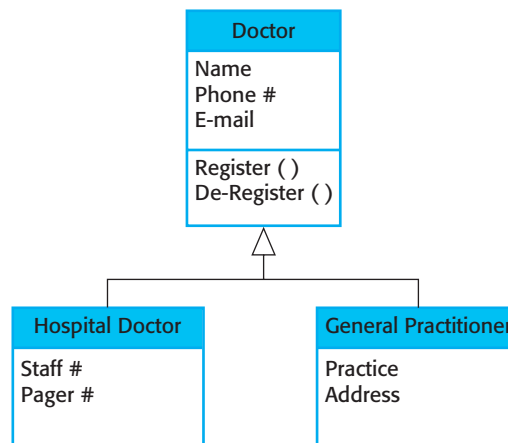 Doctor
Name
Phone #
E-mail
Register ( )
De-Register ( )
Hospital Doctor
Staff #
Pager #
General Practitioner
Practice
Address